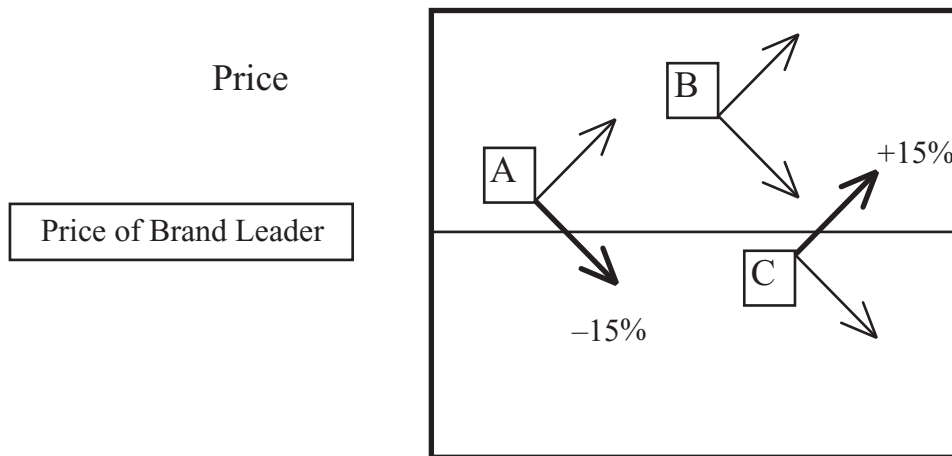 Price
B
+15%
A
Price of Brand Leader
C
–15%